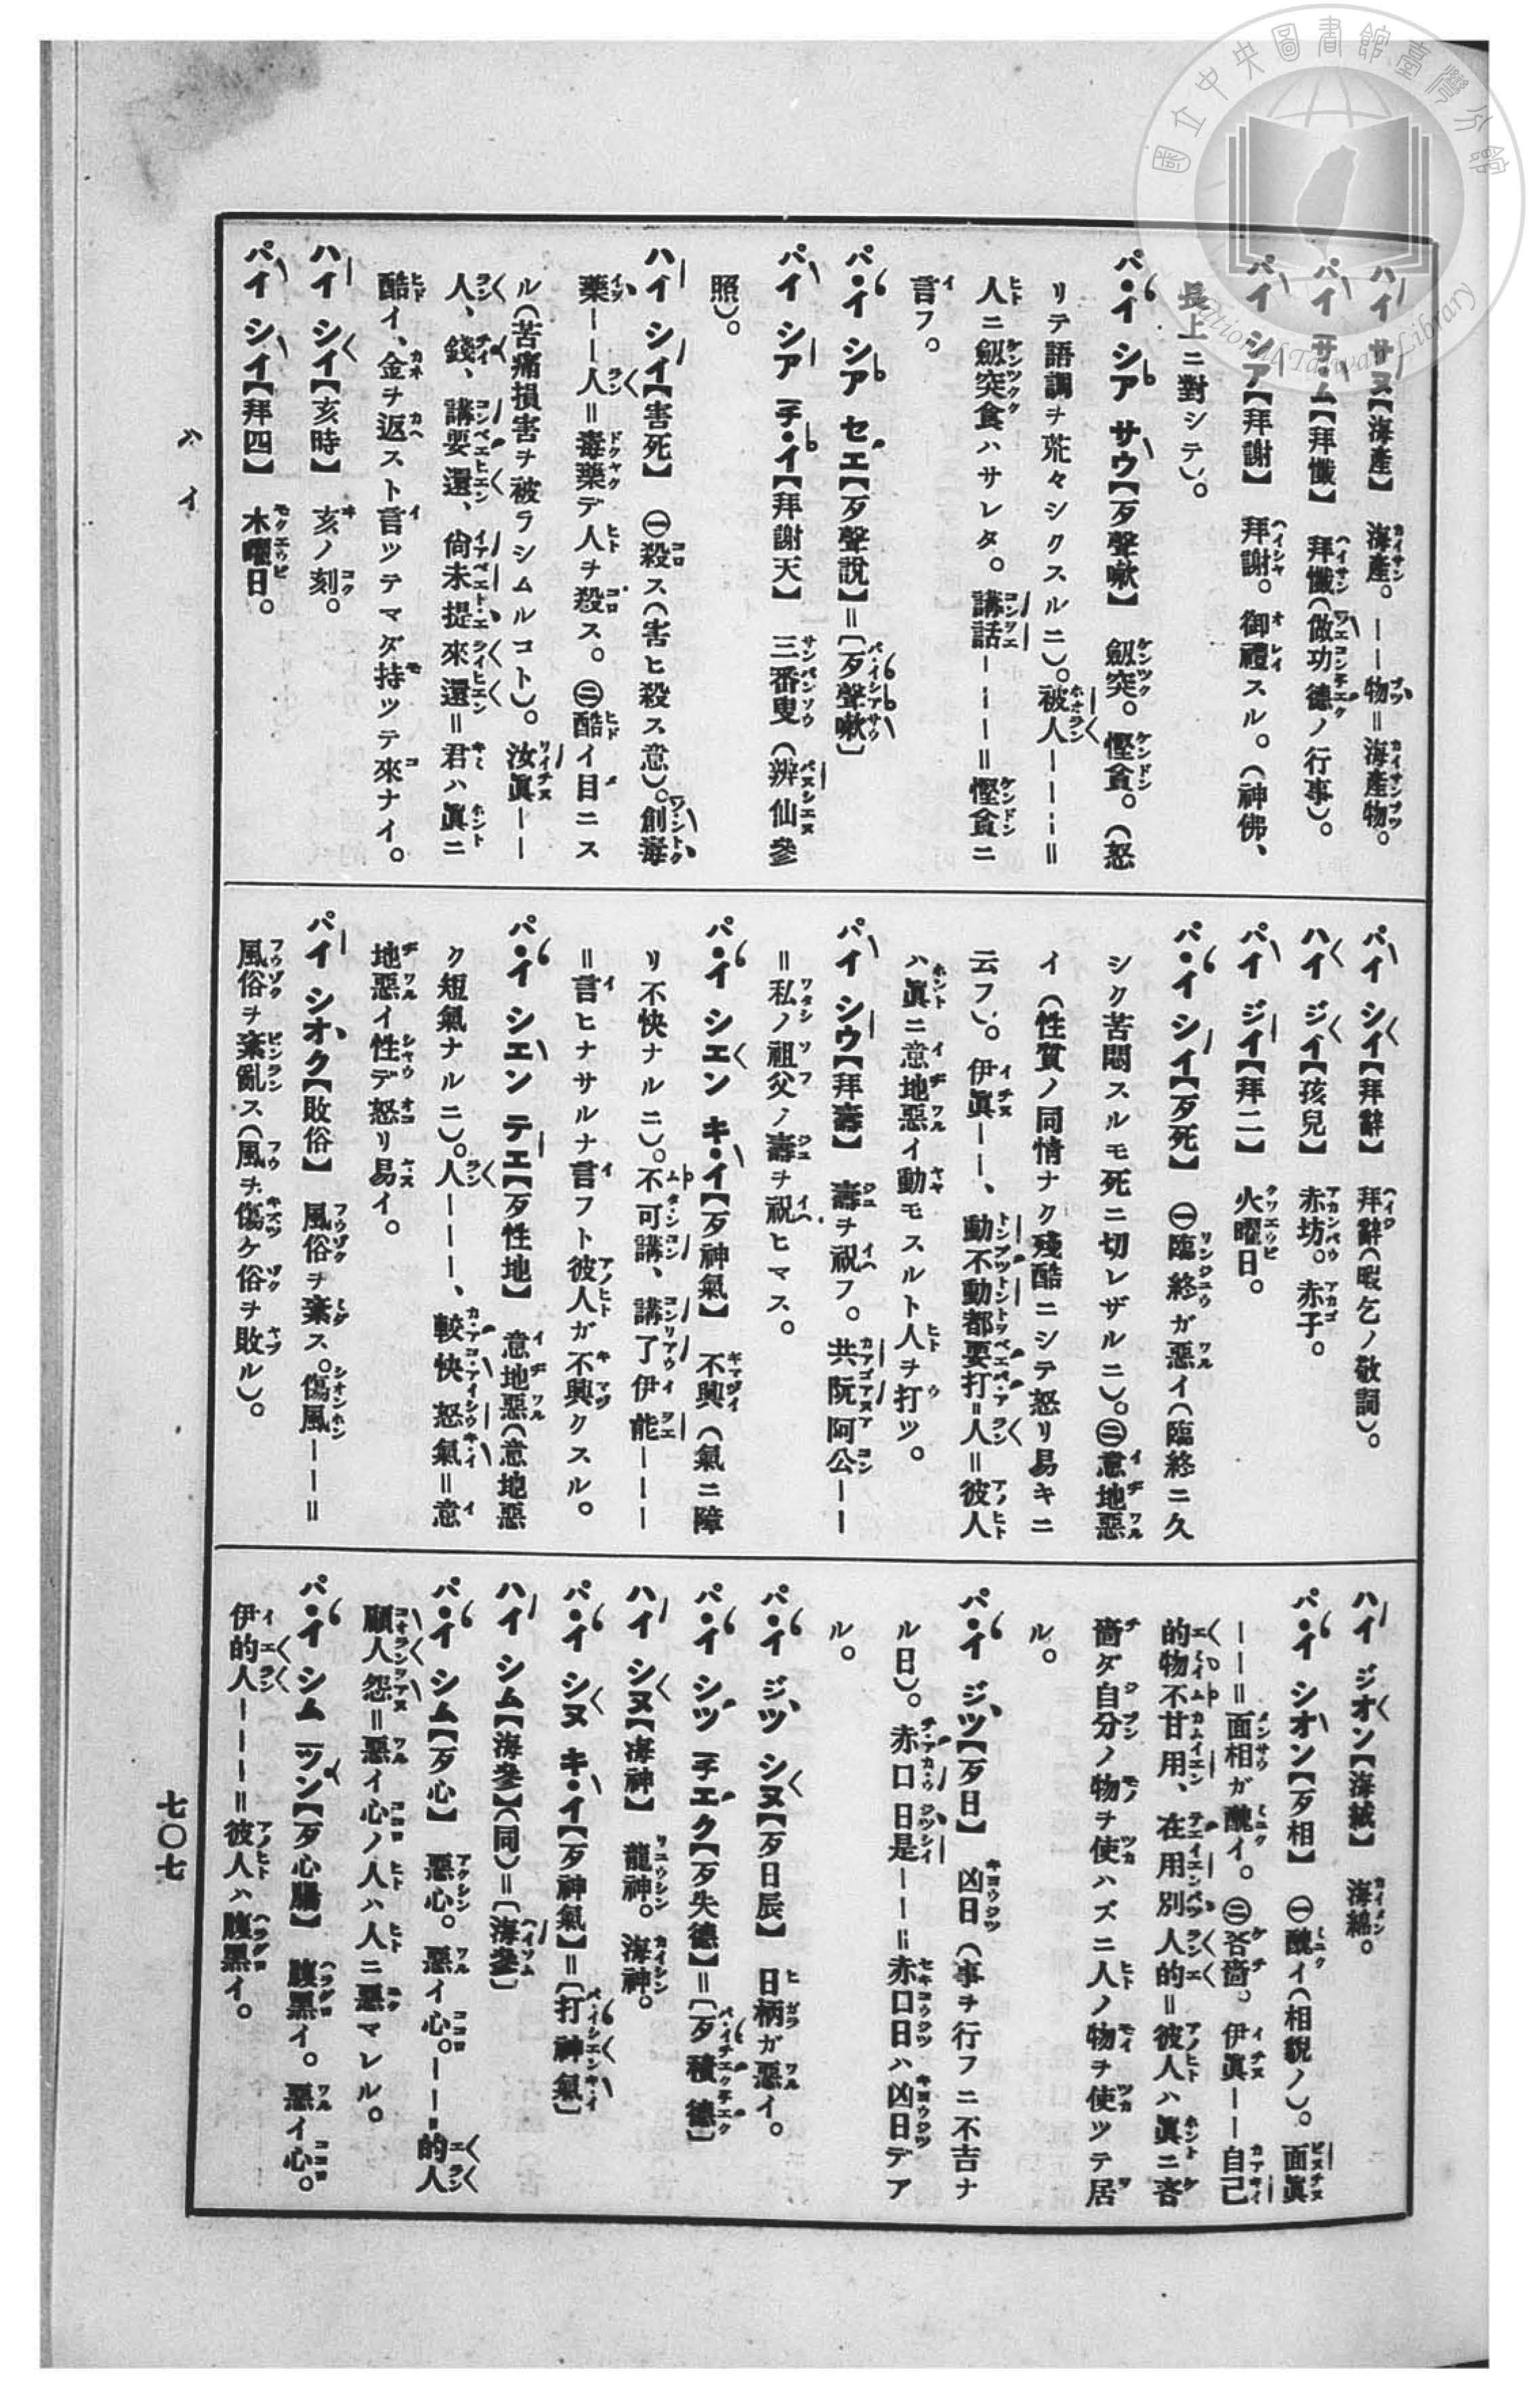 國立中央圖書館臺灣分館
National Taiwan Library
ハイ サヌ【海產】 海產。——物＝海產物。
パイ サ・ム【拜懺】 拜懺(做功德ノ行事)。
パイ シア【拜謝】 拜謝。御禮スル。(神佛、
長上ニ對シテ)。
パ・イ シア サウ【歹聲嗽】 劔突。慳貪。(怒
リテ語調ヲ荒々シクスルニ)。被人————＝
人ニ劔突食ハサレタ。講話———＝慳貪ニ
言フ。
パ・イ シア セエ【歹聲說】＝〔歹聲嗽〕
パイ シア チ・イ【拜謝天】 三番叟(辨仙參
照)。
ハイ シイ【害死】 ㊀殺ス(害ヒ殺ス意)。創毒
藥——人＝毒藥デ人ヲ殺ス。㊁酷イ目ニス
ル(苦痛損害ヲ被ラシムルコト)。汝眞——
人、錢、講要還、尙未提來還＝君ハ眞ニ
酷イ、金ヲ返スト言ツテマダ持ツテ來ナイ。
ハイ シイ【亥時】 亥ノ刻。
パイ シイ【拜四】 木曜日。
パイ シイ【拜辭】 拜辭(暇乞ノ敬詞)。
ハイ ジイ【孩兒】 赤坊。赤子。
パイ ジイ【拜二】 火曜日。
パ・イ シイ【歹死】 ㊀臨終ガ惡イ(臨終ニ久
シク苦悶スルモ死ニ切レザルニ)。㊁意地惡
イ(性質ノ同情ナク殘酷ニシテ怒リ易キニ
云フ)。伊眞——、動不動都要打人＝彼人
ハ眞ニ意地惡イ動モスルト人ヲ打ツ。
パイ シウ【拜壽】 壽ヲ祝フ。共阮阿公——
＝私ノ祖父ノ壽ヲ祝ヒマス。
パ・イ シエン キ・イ【歹神氣】 不興(氣ニ障
リ不快ナルニ)。不可講、講了伊能———
＝言ヒナサルナ言フト彼人ガ不興クスル。
パ・イ シエン テエ【歹性地】 意地惡(意地惡
ク短氣ナルニ)。人———、較快怒氣＝意
地惡イ性デ怒リ易イ。
パイ シオク【敗俗】 風俗ヲ棄ス。傷風———＝
風俗ヲ紊亂ス(風ヲ傷ケ俗ヲ敗ル)。
ハイ ジオン【海絨】 海綿。
パ・イ シオン【歹相】 ㊀醜イ(相貌ノ)。面眞
———＝面相ガ醜イ。㊁吝嗇。伊眞——自己
的物不甘用、在用別人的＝彼人ハ眞ニ吝
嗇ダ自分ノ物ヲ使ハズニ人ノ物ヲ使ツテ居
ル。
パ・イ ジツ【歹日】 凶日(事ヲ行フニ不吉ナ
ル日)。赤口日是——＝赤口日ハ凶日デア
ル。
パ・イ ジツ シヌ【歹日辰】 日柄ガ惡イ。
パ・イ シツ チエク【歹失德】＝〔歹積德〕
ハイ シヌ【海神】 龍神。海神。
パ・イ シヌ キ・イ【歹神氣】＝〔打神氣〕
ハイ シム【海參】(同)＝〔海參〕
パ・イ シム【歹心】 惡心。惡イ心。——＝的人
願人怨＝惡イ心ノ人ハ人ニ惡マレル。
パ・イ シム ツン【歹心腸】 腹黑イ。惡イ心。
伊的人————＝彼人ハ腹黑イ。
ハイ
七〇七